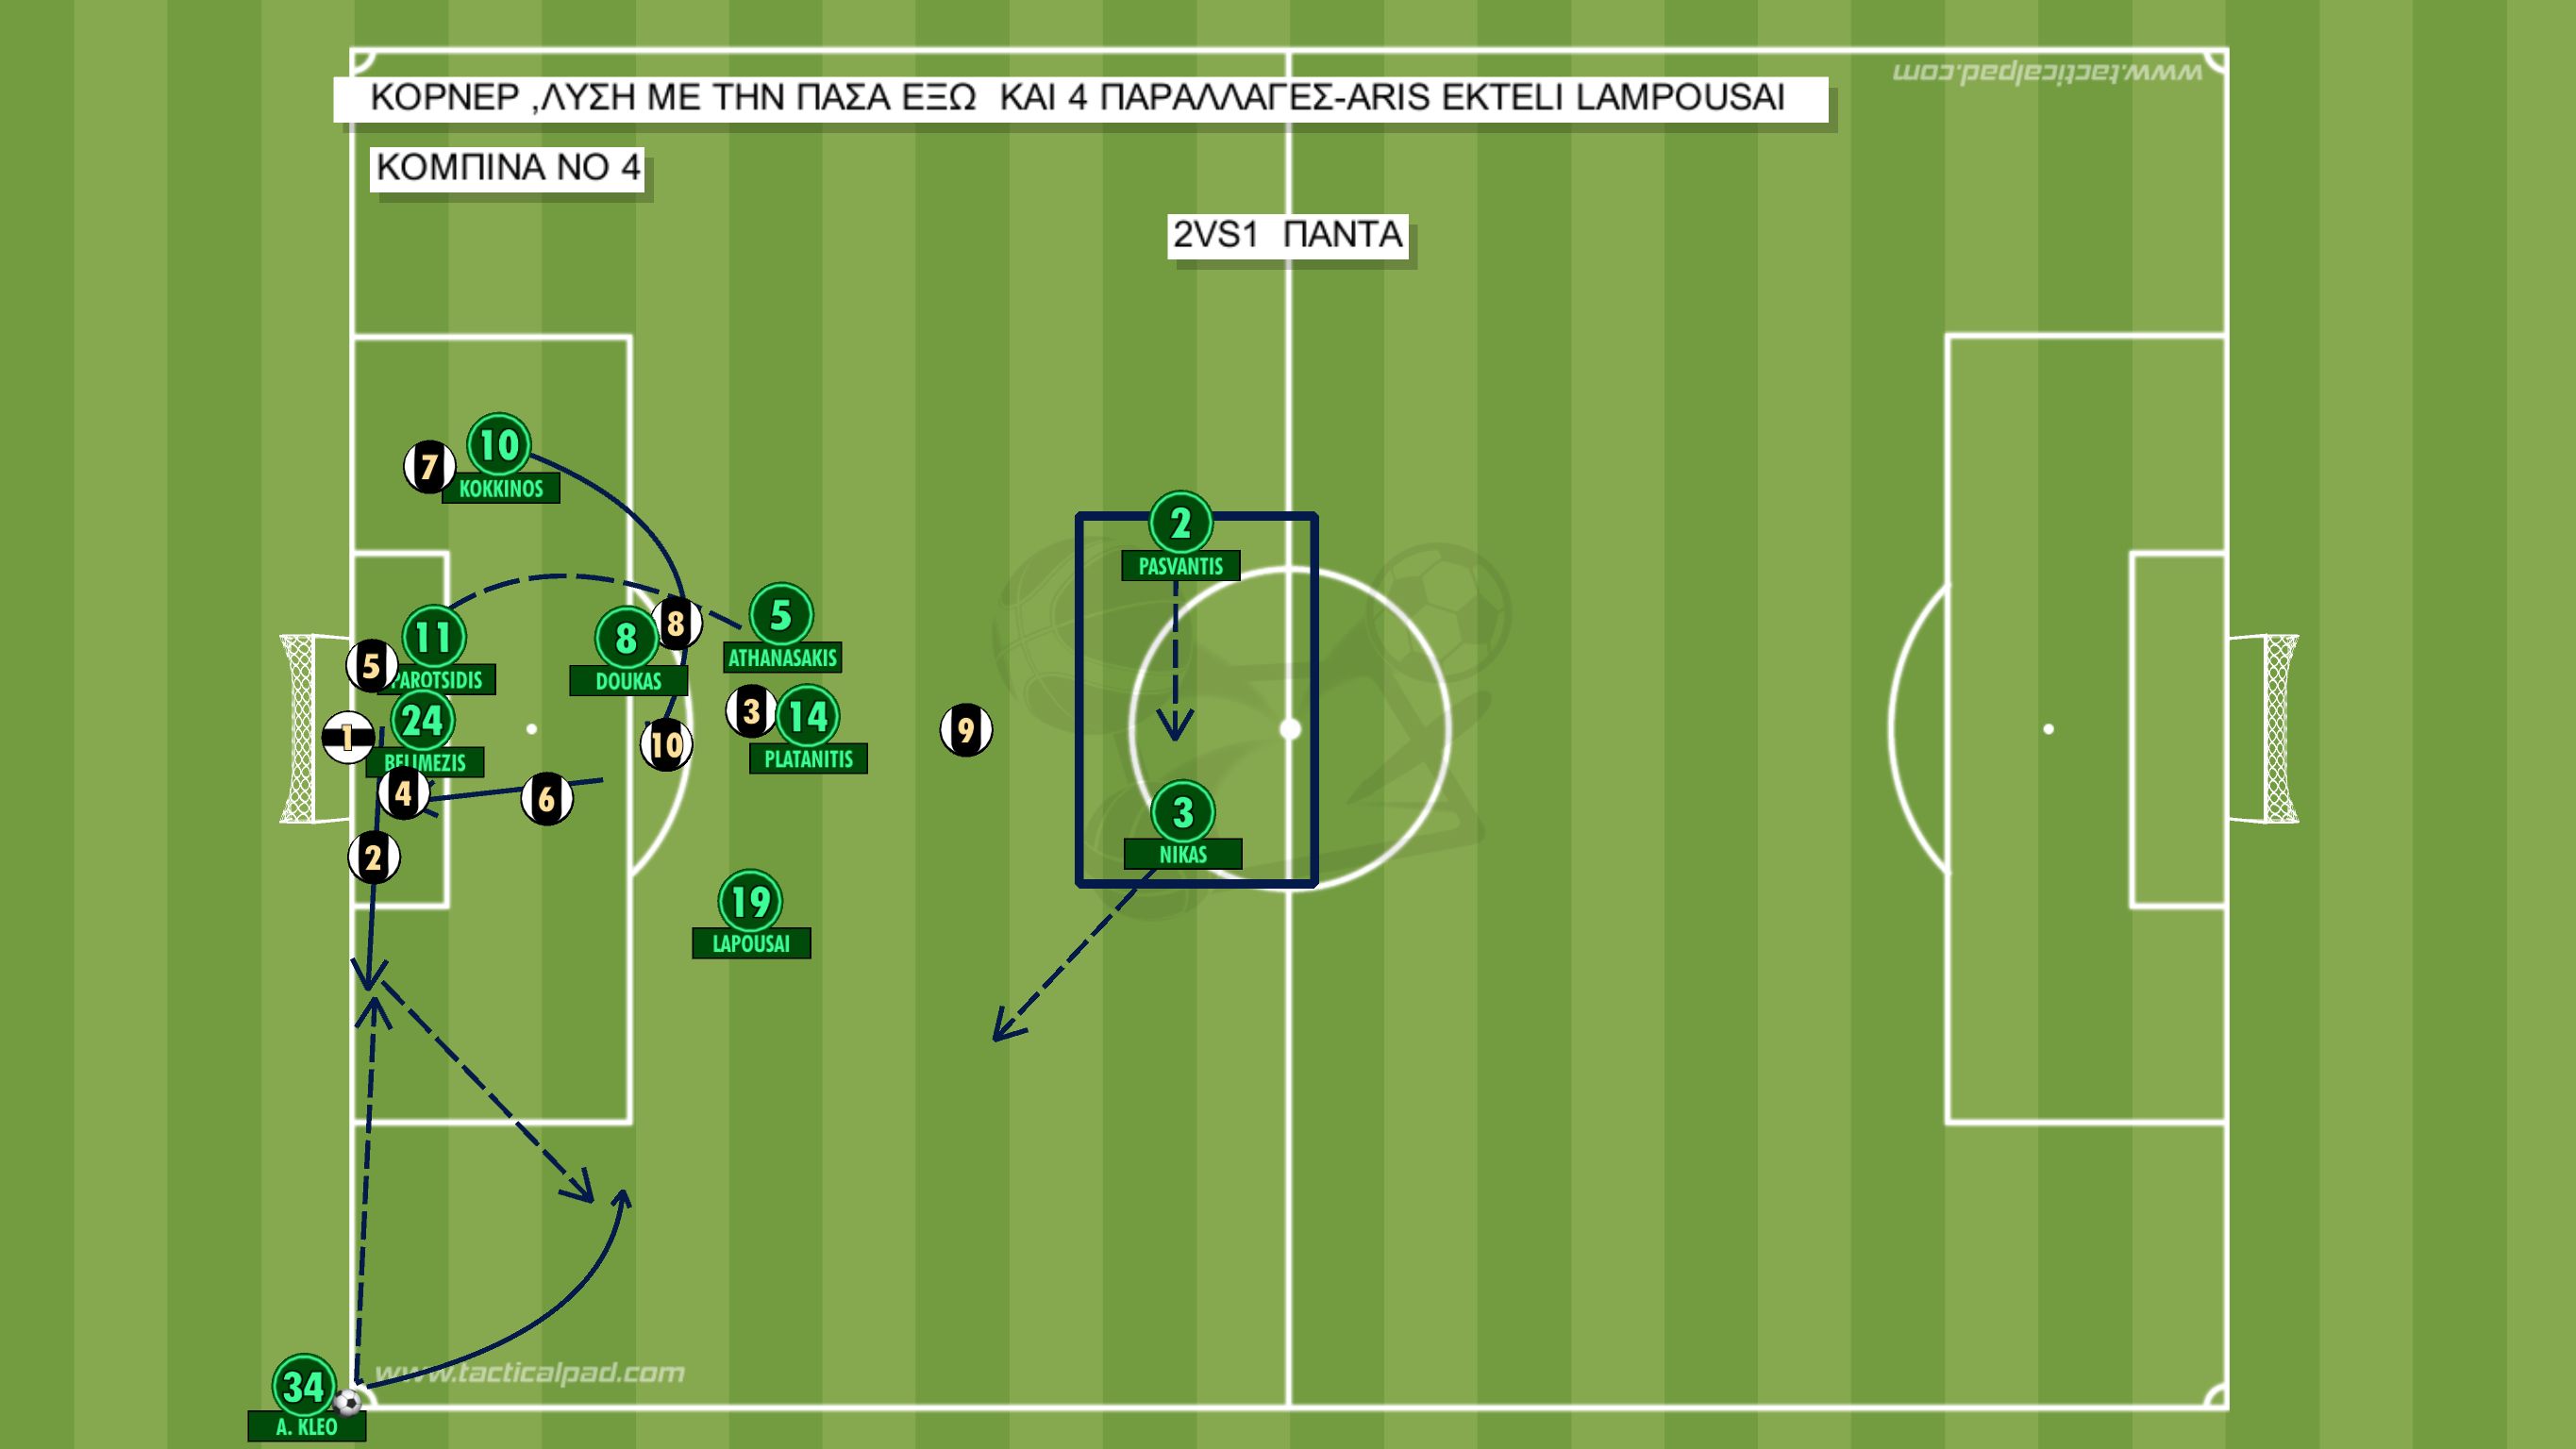 www.tacticalpad.com
ΚΟΡΝΕΡ ,ΛΥΣΗ ΜΕ ΤΗΝ ΠΑΣΑ ΕΞΩ ΚΑΙ 4 ΠΑΡΑΛΛΑΓΕΣ-ARIS EKTELI LAMPOUSAI
ΚΟΜΠΙΝΑ ΝΟ 4
2VS1 ΠΑΝΤΑ
10
7
KOKKINOS
2
PASVANTIS
5
ATHANASAKIS
11
8
8
DOUKAS
5
PAROTSIDIS
24
3
14
PLATANITIS
9
1
10
BELIMEZIS
4
6
3
NIKAS
2
19
LAPOUSAI
www.tacticalpad.com
34
A. KLEO